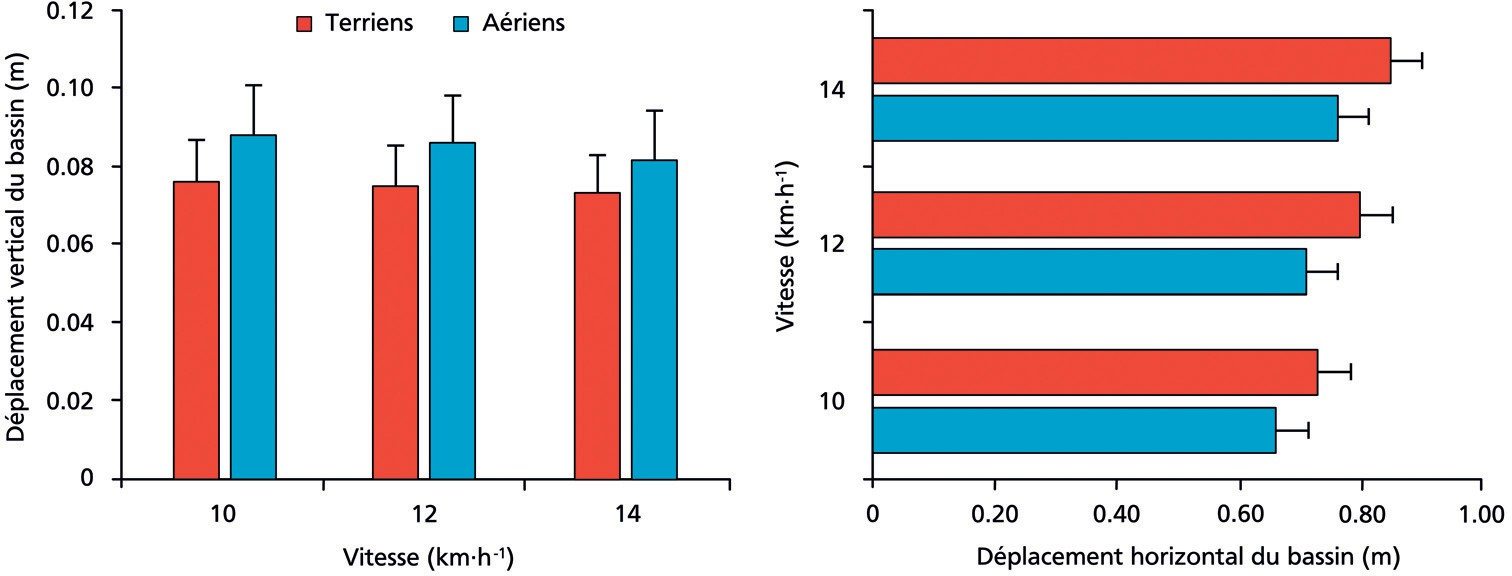 Terriens Aériens
Déplacement vertical du bassin (m)
0.12
0.10
0.08
0.06
0.04
0.02
0
10 12 14
Vitesse (km·h-1)
Vitesse (km·h-1)
14
12
10
0 0.20 0.40 0.60 0.80 1.00
Déplacement horizontal du bassin (m)